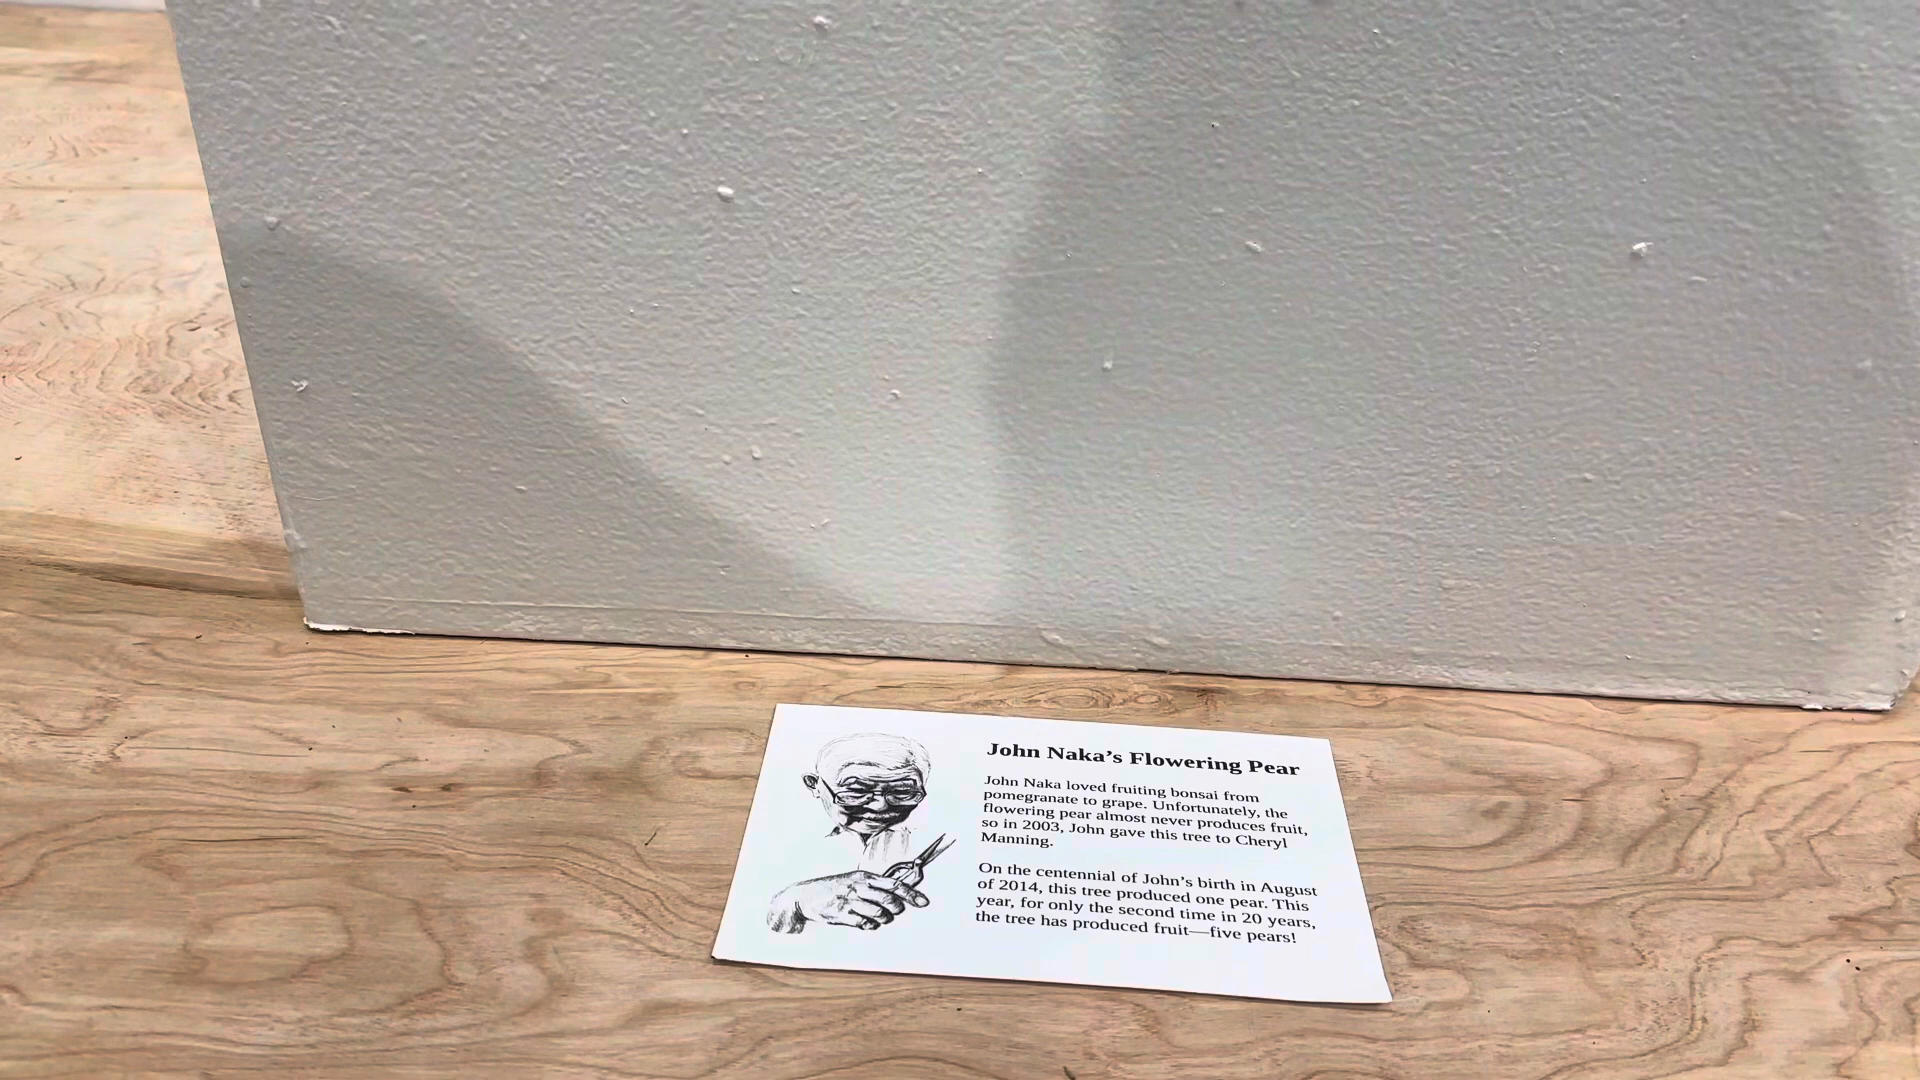 John Naka’s Flowering Pear
John Naka loved fruiting bonsai from
pomegranate to grape. Unfortunately, the
flowering pear almost never produces fruit,
so in 2003, John gave this tree to Cheryl
Manning.
On the centennial of John’s birth in August
of 2014, this tree produced one pear. This
year, for only the second time in 20 years,
the tree has produced fruit—five pears!